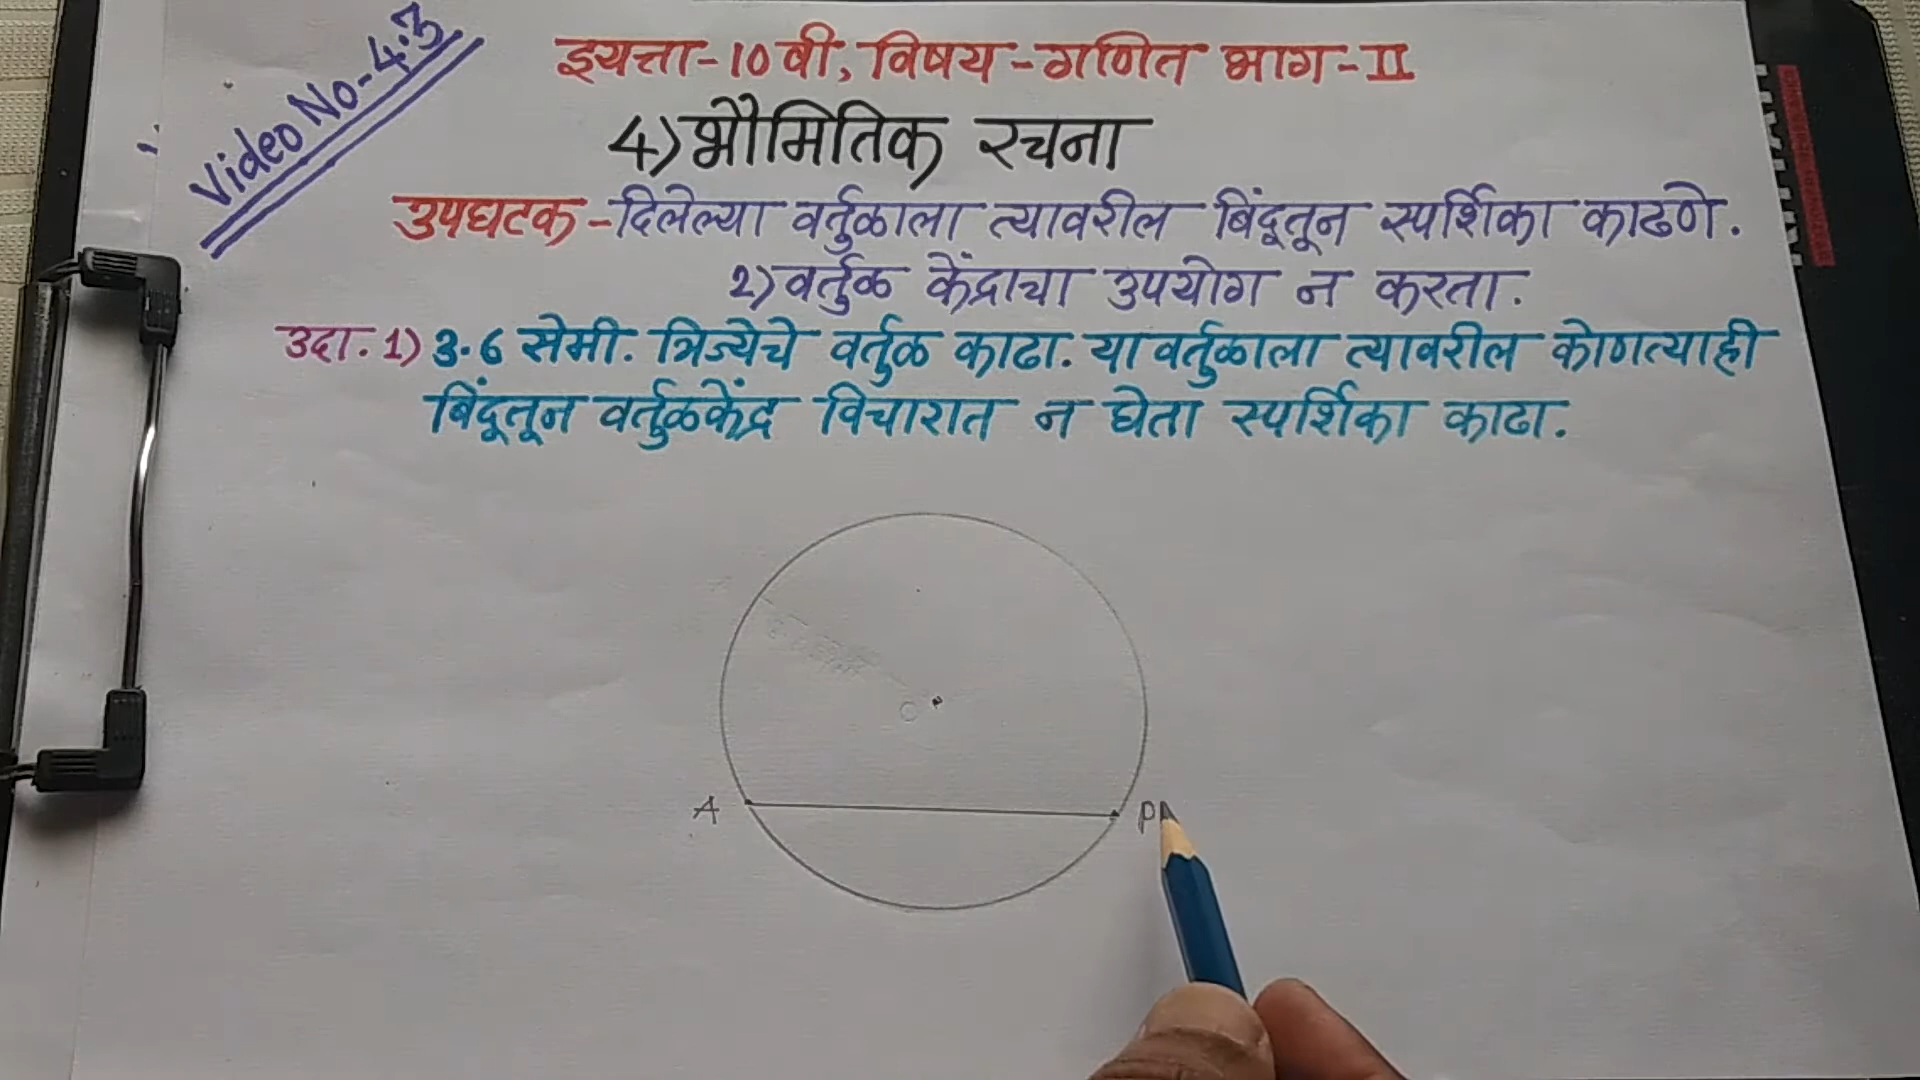 Video No-4.3
इयत्ता-10 वी, विषय-गणित भाग-II
4) भौमितिक रचना
उपघटक-दिलेल्या वर्तुळाला त्यावरील बिंदूतून स्पर्शिका काढणे.
2) वर्तुळ केंद्राचा उपयोग न करता.
उदा. 1) 3.6 सेमी. त्रिज्येचे वर्तुळ काढा. या वर्तुळाला त्यावरील कोणत्याही
बिंदूतून वर्तुळकेंद्र विचारात न घेता स्पर्शिका काढा.
C
A P